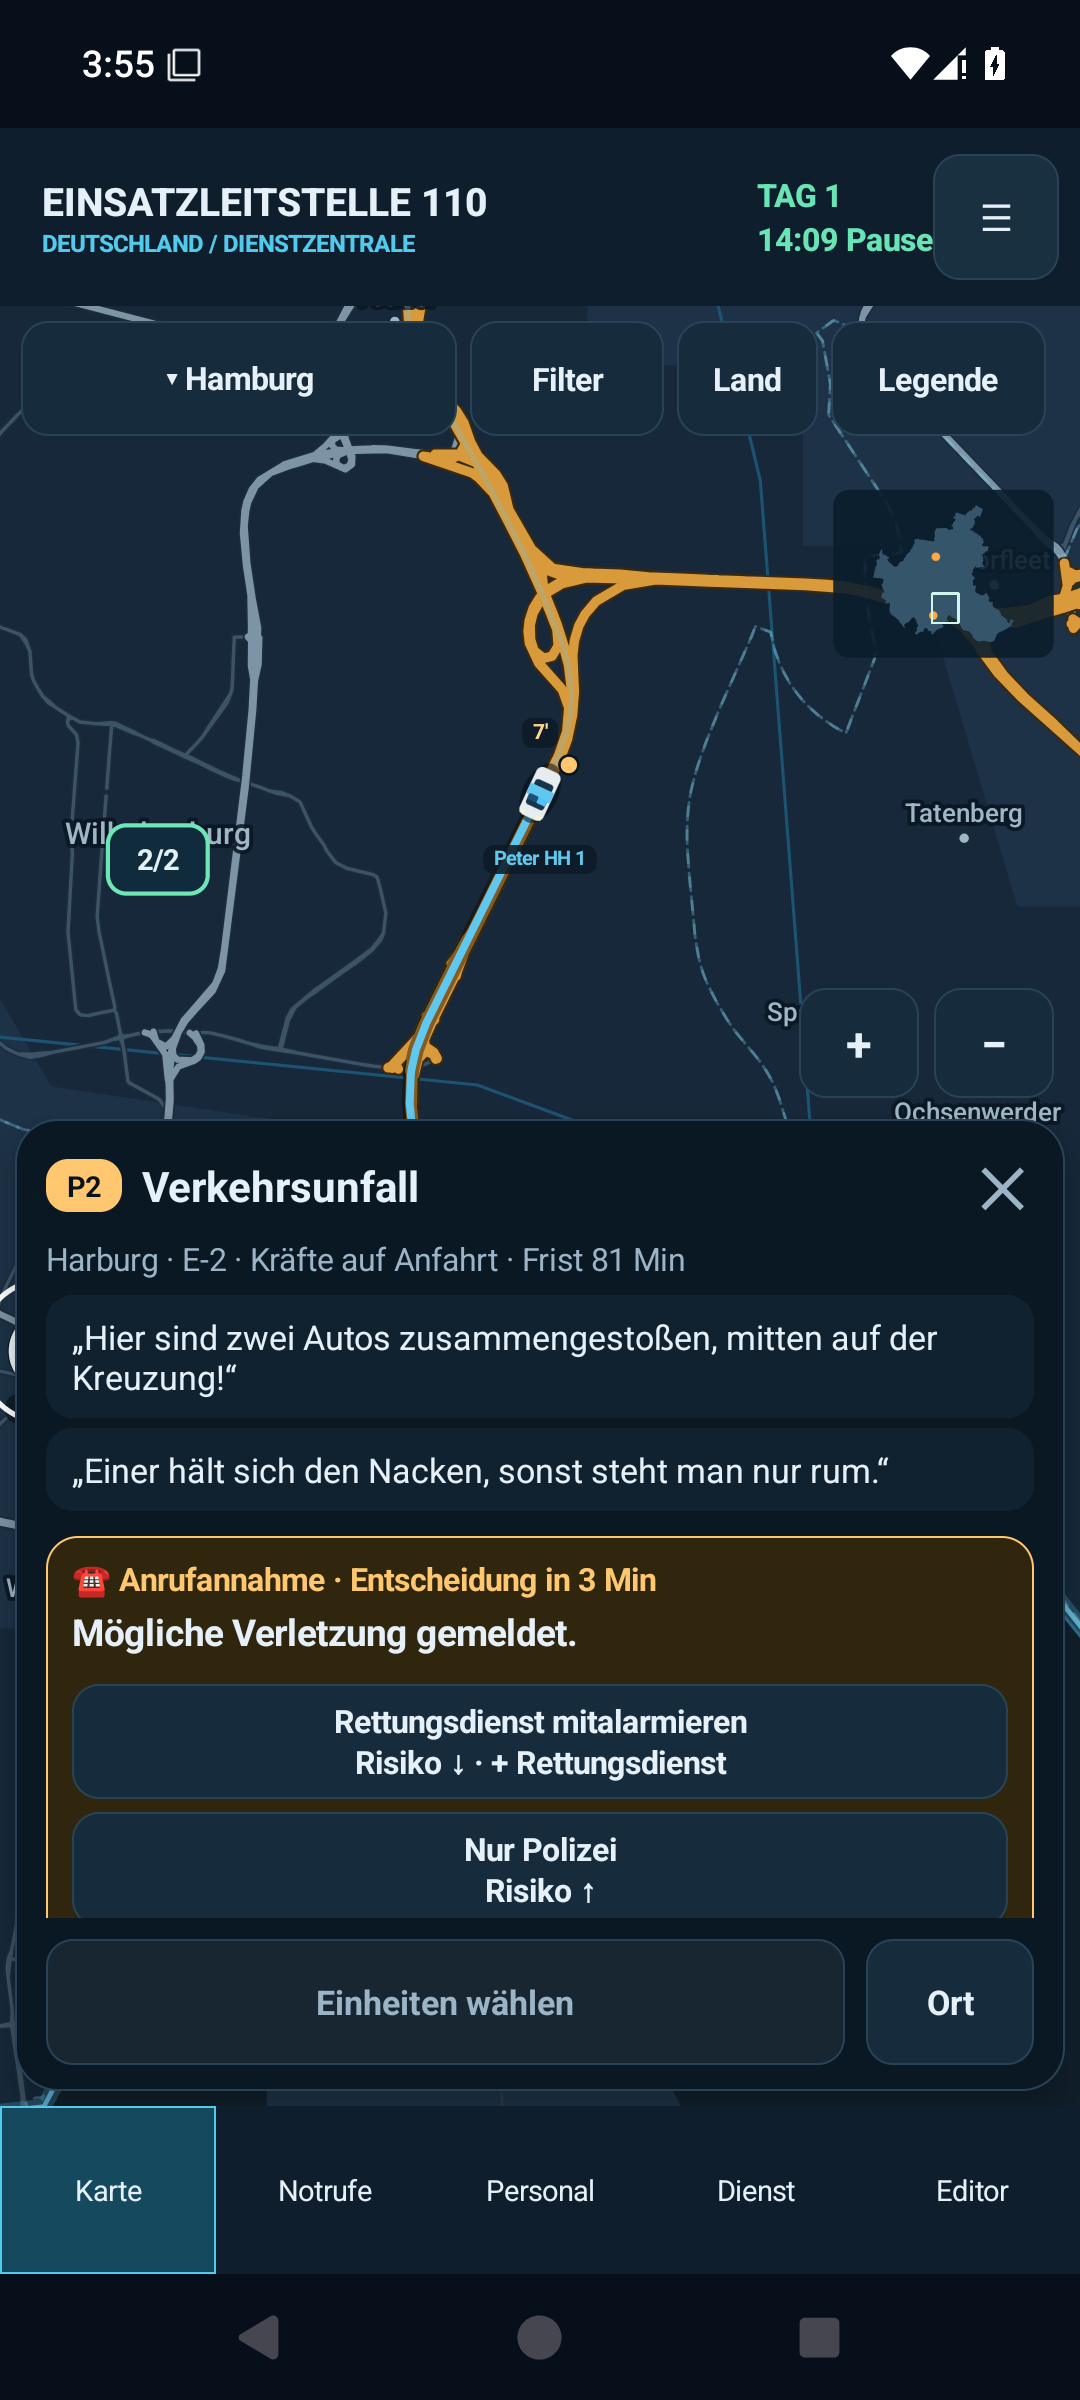 3:55
EINSATZLEITSTELLE 110
DEUTSCHLAND / DIENSTZENTRALE
TAG 1
14:09 Pause
☰
▼ Hamburg
Filter
Land
Legende
7'
Tatenberg
2/2
Peter HH 1
+
−
Ochsenwerder
P2 Verkehrsunfall
Harburg · E-2 · Kräfte auf Anfahrt · Frist 81 Min
„Hier sind zwei Autos zusammengestoßen, mitten auf der
Kreuzung!“
„Einer hält sich den Nacken, sonst steht man nur rum.“
☎️ Anrufannahme · Entscheidung in 3 Min
Mögliche Verletzung gemeldet.
Rettungsdienst mitalarmieren
Risiko ↓ · + Rettungsdienst
Nur Polizei
Risiko ↑
Einheiten wählen
Ort
Karte
Notrufe
Personal
Dienst
Editor